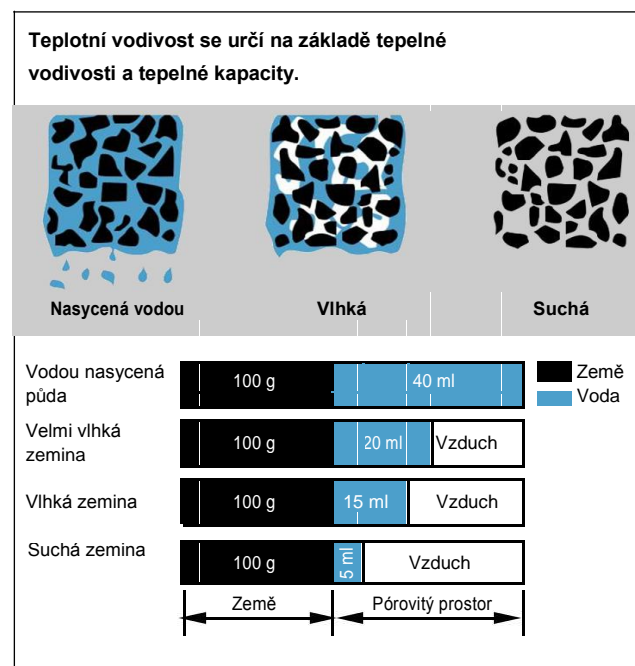 Teplotní vodivost se určí na základě tepelné
vodivosti a tepelné kapacity.
Nasycená vodou
Vlhká
Suchá
Vodou nasycená
půda
100 g
40 ml
Země
Voda
Velmi vlhká
zemina
100 g
20 ml
Vzduch
Vlhká zemina
100 g
15 ml
Vzduch
Suchá zemina
100 g
5 ml
Vzduch
Země
Pórovitý prostor